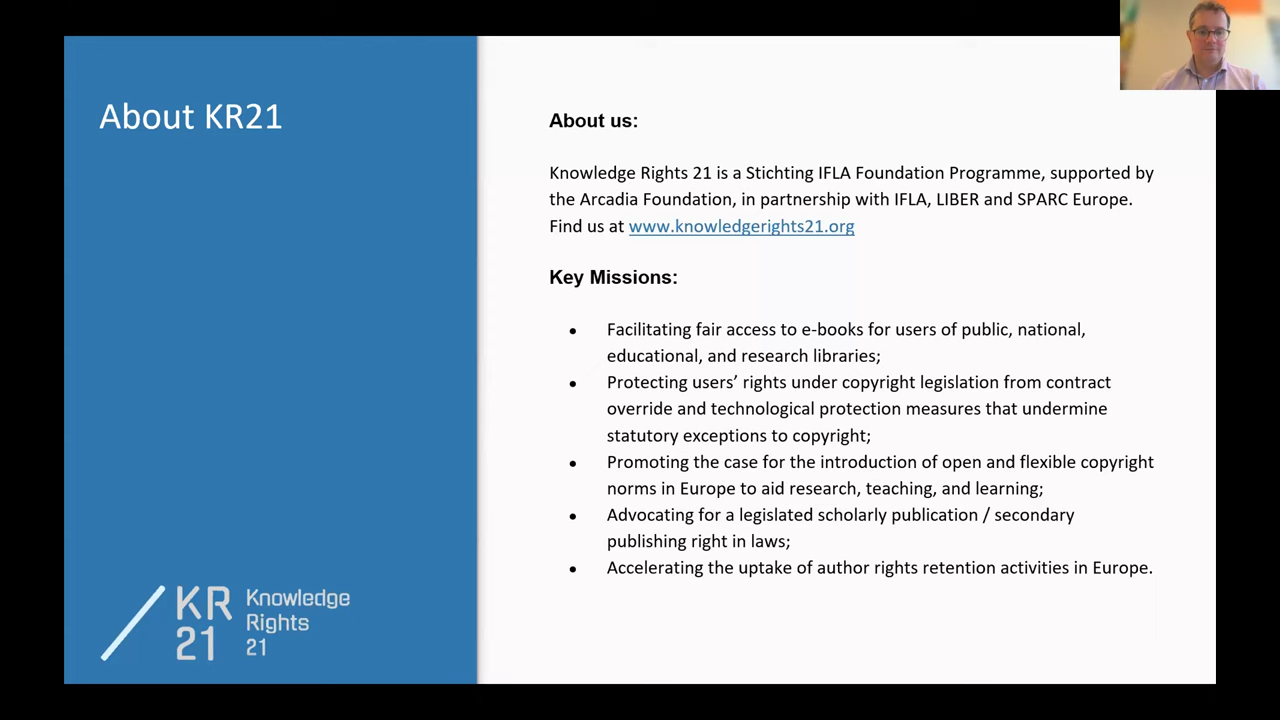 About KR21
About us:
Knowledge Rights 21 is a Stichting IFLA Foundation Programme, supported by
the Arcadia Foundation, in partnership with IFLA, LIBER and SPARC Europe.
Find us at www.knowledgerights21.org
Key Missions:
• Facilitating fair access to e-books for users of public, national,
educational, and research libraries;
• Protecting users’ rights under copyright legislation from contract
override and technological protection measures that undermine
statutory exceptions to copyright;
• Promoting the case for the introduction of open and flexible copyright
norms in Europe to aid research, teaching, and learning;
• Advocating for a legislated scholarly publication / secondary
publishing right in laws;
• Accelerating the uptake of author rights retention activities in Europe.
KR
21
Knowledge
Rights
21